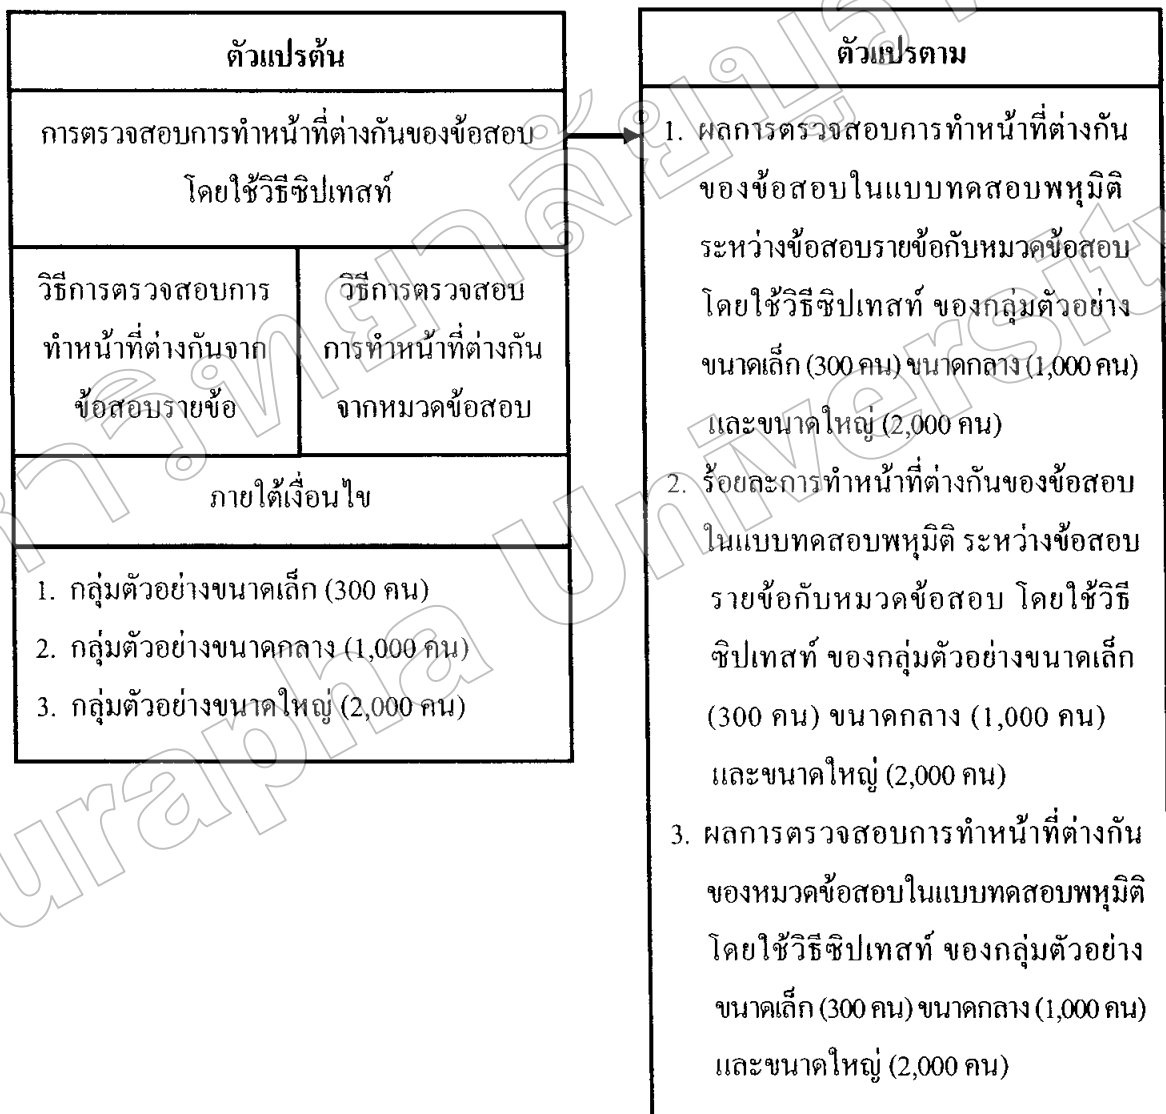 ตัวแปรต้น
การตรวจสอบการทำหน้าที่ต่างกันของข้อสอบ
โดยใช้วิธีซิปเทสท์
วิธีการตรวจสอบการ
ทำหน้าที่ต่างกันจาก
ข้อสอบรายข้อ
วิธีการตรวจสอบ
การทำหน้าที่ต่างกัน
จากหมวดข้อสอบ
ภายใต้เงื่อนไข
1. กลุ่มตัวอย่างขนาดเล็ก (300 คน)
2. กลุ่มตัวอย่างขนาดกลาง (1,000 คน)
3. กลุ่มตัวอย่างขนาดใหญ่ (2,000 คน)
ตัวแปรตาม
1. ผลการตรวจสอบการทำหน้าที่ต่างกัน
ของข้อสอบในแบบทดสอบพหุมิติ
ระหว่างข้อสอบรายข้อกับหมวดข้อสอบ
โดยใช้วิธีซิปเทสท์ ของกลุ่มตัวอย่าง
ขนาดเล็ก (300 คน) ขนาดกลาง (1,000 คน)
และขนาดใหญ่ (2,000 คน)
2. ร้อยละการทำหน้าที่ต่างกันของข้อสอบ
ในแบบทดสอบพหุมิติ ระหว่างข้อสอบ
รายข้อกับหมวดข้อสอบ โดยใช้วิธี
ซิปเทสท์ ของกลุ่มตัวอย่างขนาดเล็ก
(300 คน) ขนาดกลาง (1,000 คน)
และขนาดใหญ่ (2,000 คน)
3. ผลการตรวจสอบการทำหน้าที่ต่างกัน
ของหมวดข้อสอบในแบบทดสอบพหุมิติ
โดยใช้วิธีซิปเทสท์ ของกลุ่มตัวอย่าง
ขนาดเล็ก (300 คน) ขนาดกลาง (1,000 คน)
และขนาดใหญ่ (2,000 คน)
University